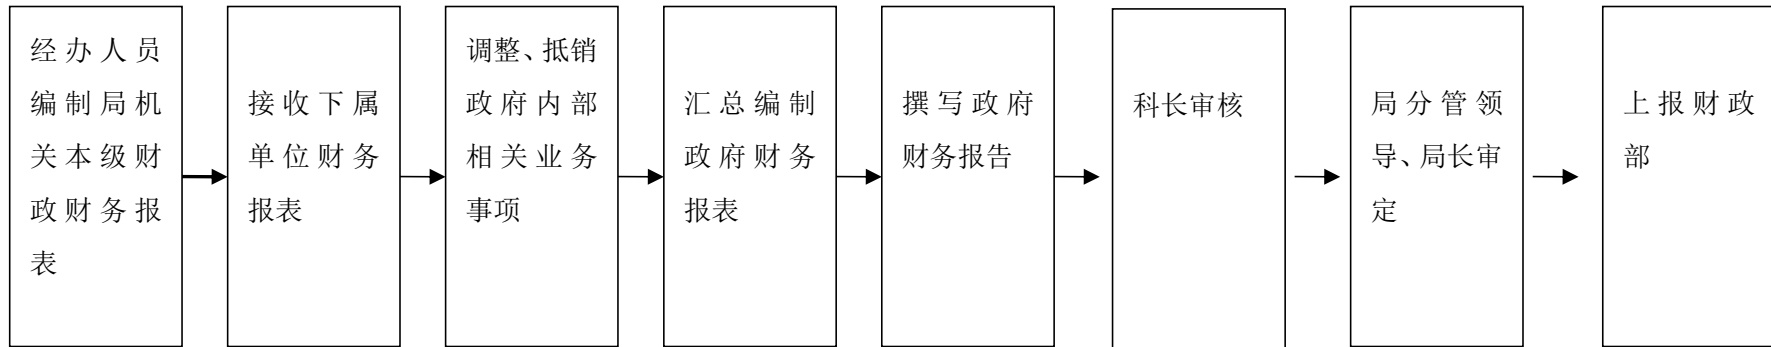 经办人员
编制局机
关本级财
政财务报
表
接收下属
单位财务
报表
调整、抵销
政府内部
相关业务
事项
汇总编制
政府财务
报表
撰写政府
财务报告
科长审核
局分管领
导、局长审
定
上报财政
部